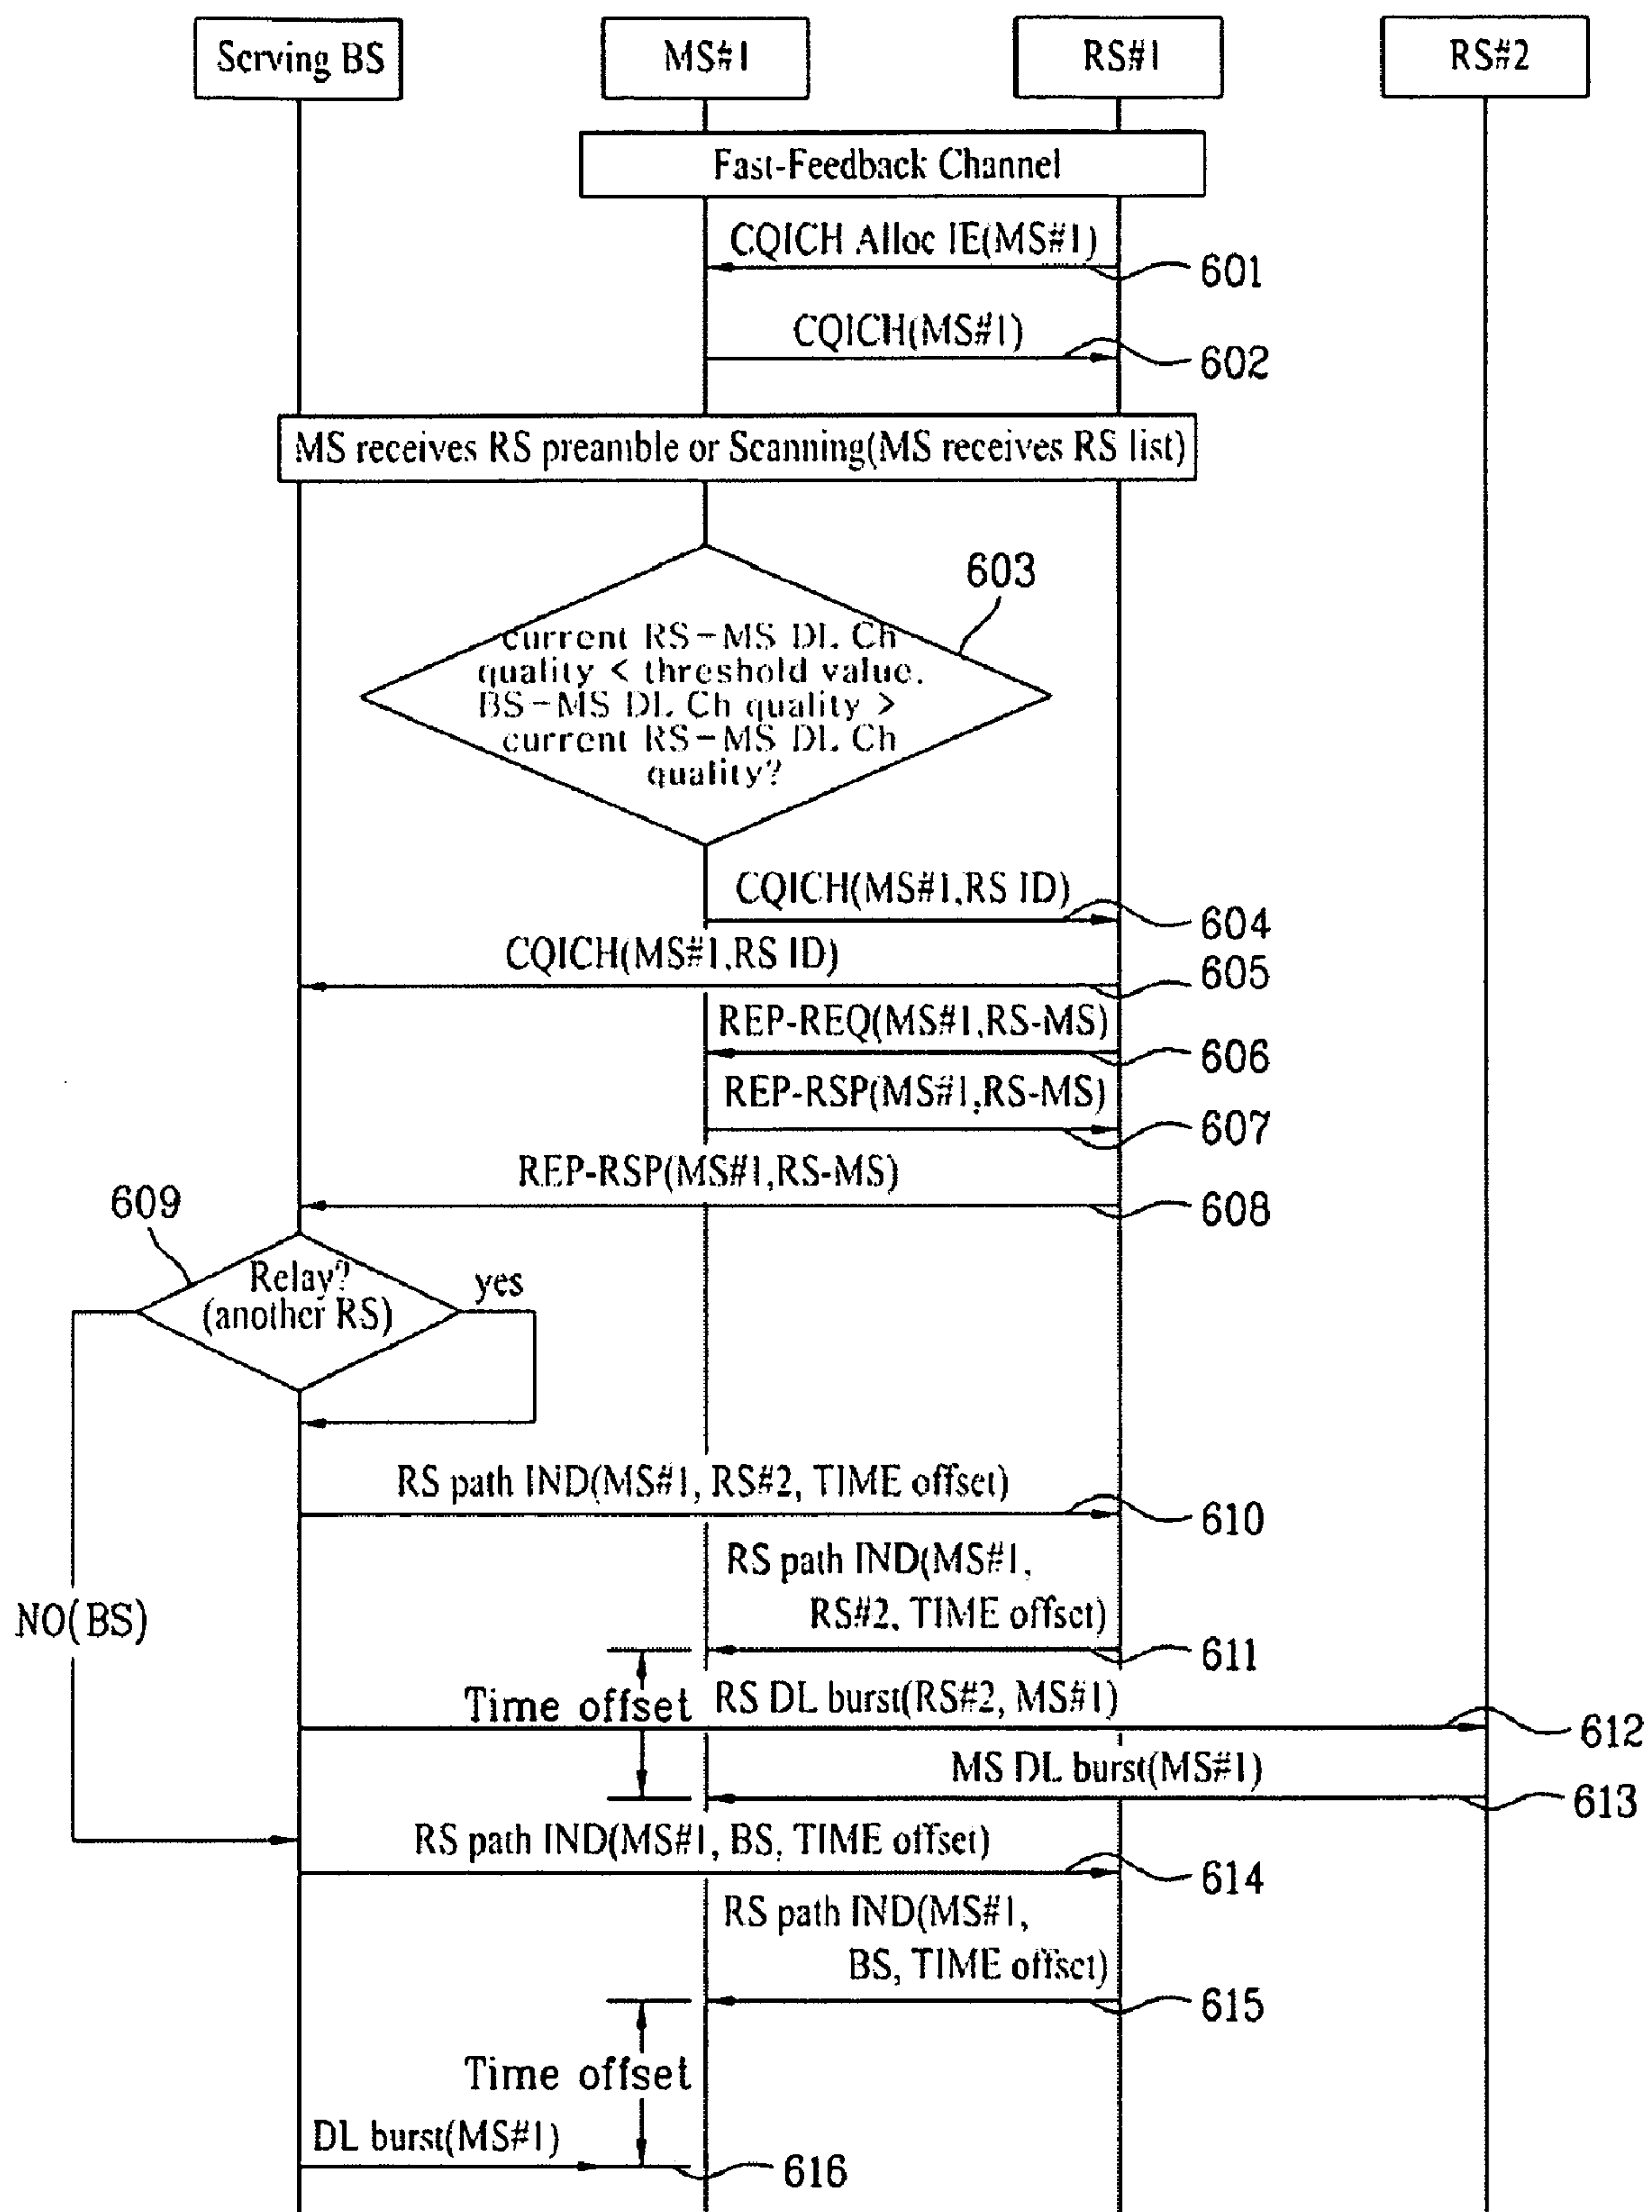 Serving BS
MS#1
RS#1
RS#2
Fast-Feedback Channel
CQICH Alloc IE(MS#1)
601
CQICH(MS#1)
602
MS receives RS preamble or Scanning(MS receives RS list)
603
current RS-MS DL Ch
quality < threshold value.
BS-MS DL Ch quality >
current RS-MS DL Ch
quality?
CQICH(MS#1,RS ID)
604
CQICH(MS#1,RS ID)
605
REP-REQ(MS#1,RS-MS)
606
REP-RSP(MS#1,RS-MS)
607
REP-RSP(MS#1,RS-MS)
608
609
Relay?
(another RS)
yes
RS path IND(MS#1, RS#2, TIME offset)
610
RS path IND(MS#1,
RS#2, TIME offset)
NO(BS)
611
Time offset
RS DL burst(RS#2, MS#1)
612
MS DL burst(MS#1)
613
RS path IND(MS#1, BS, TIME offset)
614
RS path IND(MS#1,
BS, TIME offset)
615
Time offset
DL burst(MS#1)
616